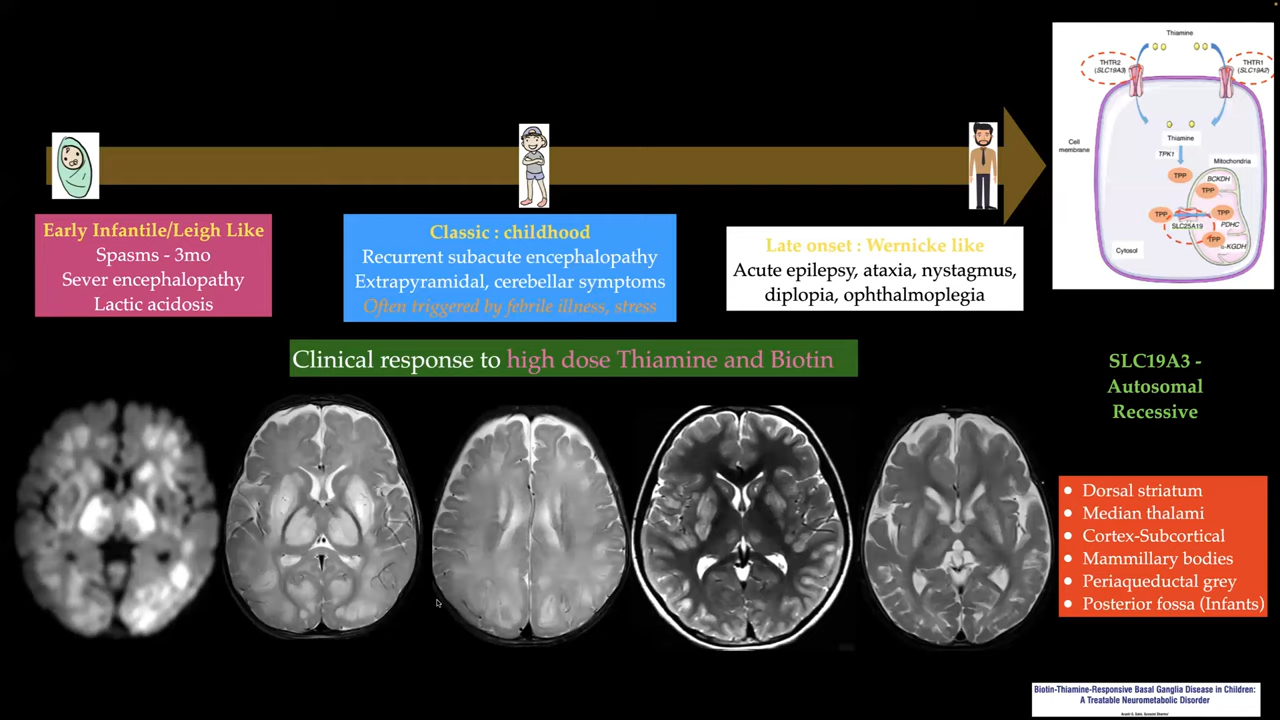 Early Infantile/Leigh Like
Spasms - 3mo
Sever encephalopathy
Lactic acidosis
Classic : childhood
Recurrent subacute encephalopathy
Extrapyramidal, cerebellar symptoms
Often triggered by febrile illness, stress
Late onset : Wernicke like
Acute epilepsy, ataxia, nystagmus,
diplopia, ophthalmoplegia
Clinical response to high dose Thiamine and Biotin
Thiamine
THTR2
(SLC19A3)
THTR1
(SLC19A2)
Cell
membrane
Thiamine
TPK1
Mitochondria
TPP
BCKDH
TPP
TPP
TPP
SLC25A19
PDHC
TPP
α-KGDH
Cytosol
SLC19A3 -
Autosomal
Recessive
• Dorsal striatum
• Median thalami
• Cortex-Subcortical
• Mammillary bodies
• Periaqueductal grey
• Posterior fossa (Infants)
Biotin-Thiamine-Responsive Basal Ganglia Disease in Children:
A Treatable Neurometabolic Disorder